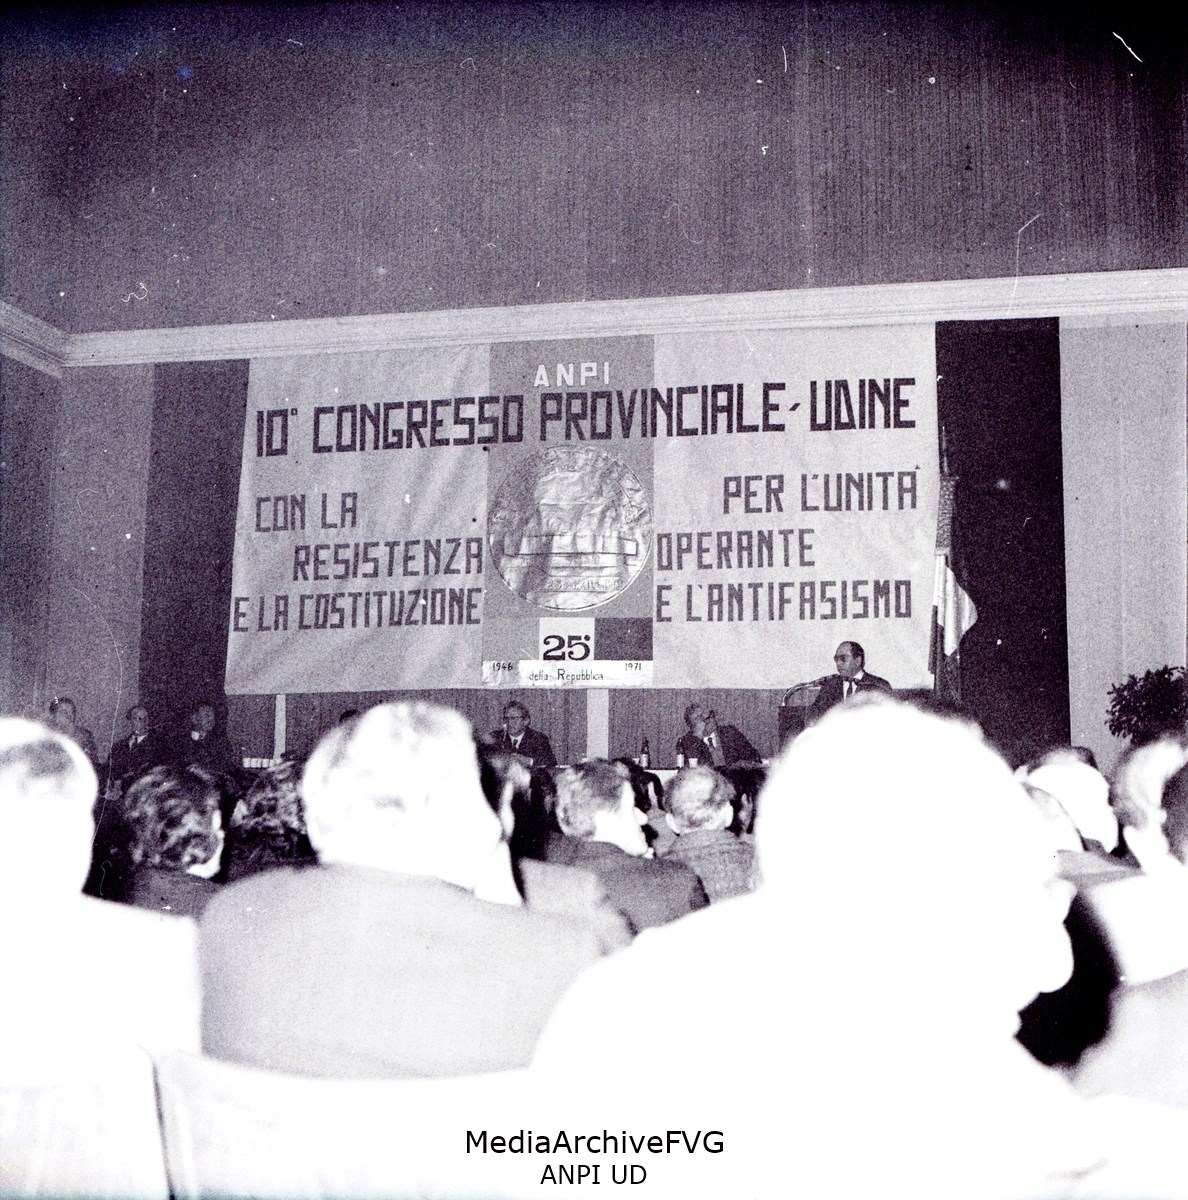 ANPI
10° CONGRESSO PROVINCIALE-UDINE
CON LA
RESISTENZA
E LA COSTITUZIONE
PER L'UNITÀ
OPERANTE
E L'ANTIFASISMO
25°
1946 1971
della Repubblica
MediaArchiveFVG
ANPI UD